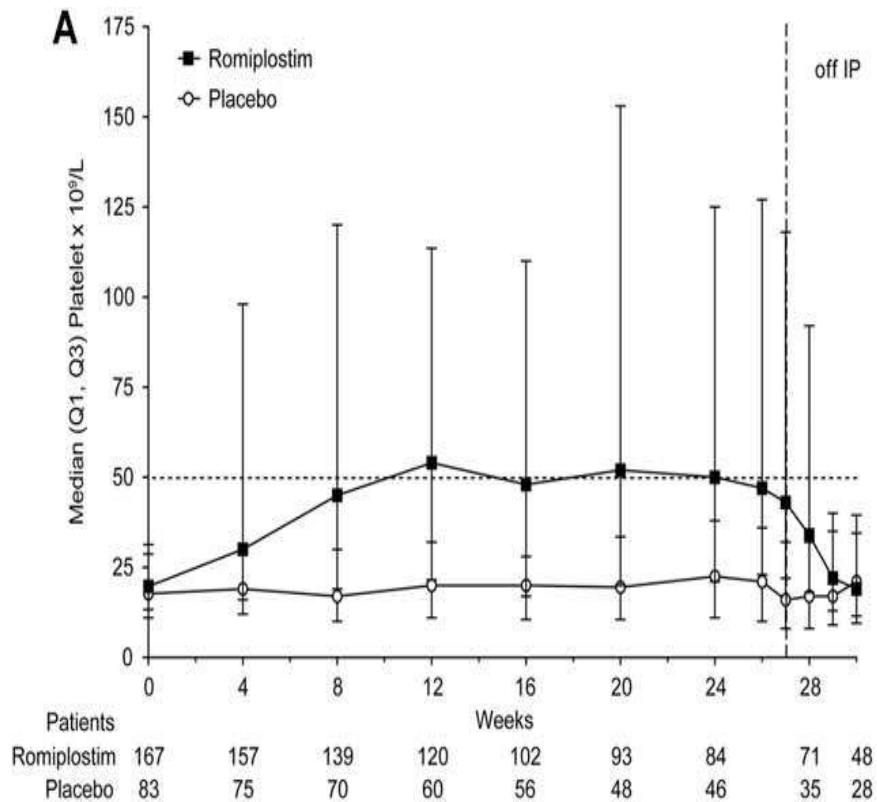 A
175
Romiplostim
off IP
Placebo
150
125
100
75
50
25
0
Median (Q1, Q3) Platelet x 10⁹/L
0 4 8 12 16 20 24 28
Patients Weeks
Romiplostim 167 157 139 120 102 93 84 71 48
Placebo 83 75 70 60 56 48 46 35 28